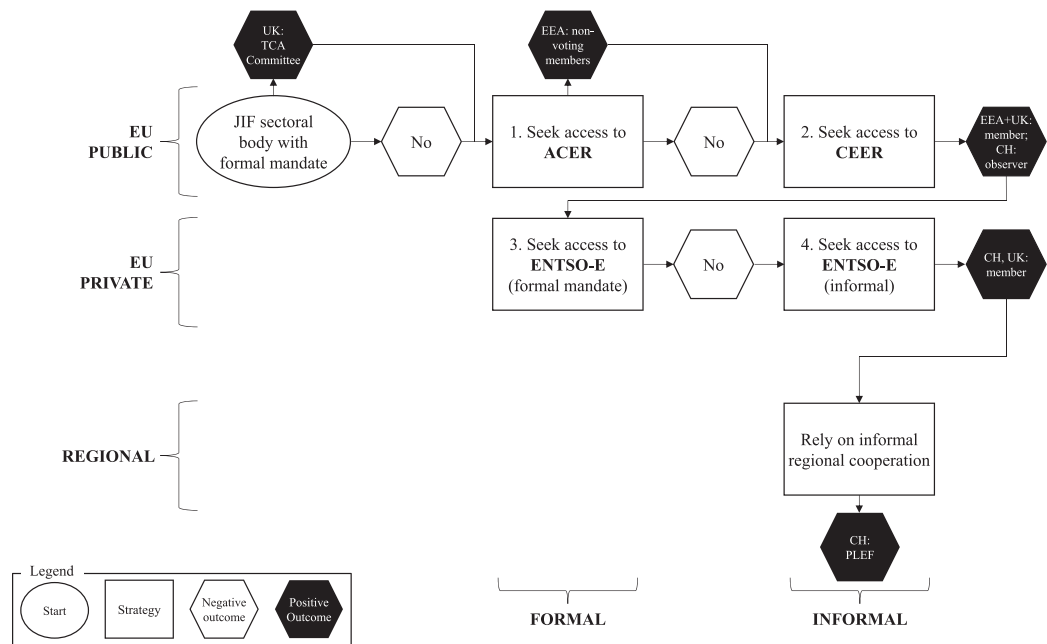 UK:
TCA
Committee
EEA: non-
voting
members
EU
PUBLIC
JIF sectoral
body with
formal mandate
No
1. Seek access to
ACER
No
2. Seek access to
CEER
EEA+UK:
member;
CH:
observer
EU
PRIVATE
3. Seek access to
ENTSO-E
(formal mandate)
No
4. Seek access to
ENTSO-E
(informal)
CH, UK:
member
REGIONAL
Rely on informal
regional cooperation
CH:
PLEF
Legend
Start
Strategy
Negative
outcome
Positive
Outcome
FORMAL
INFORMAL